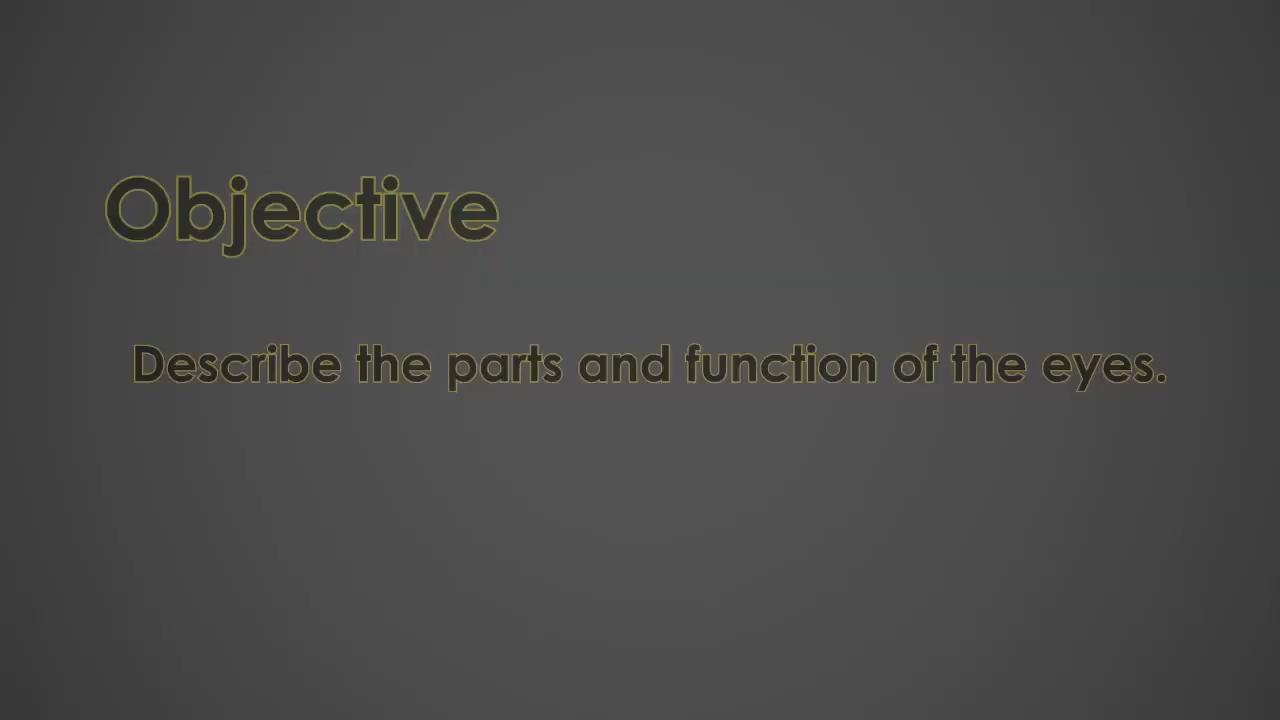 Objective
Describe the parts and function of the eyes.